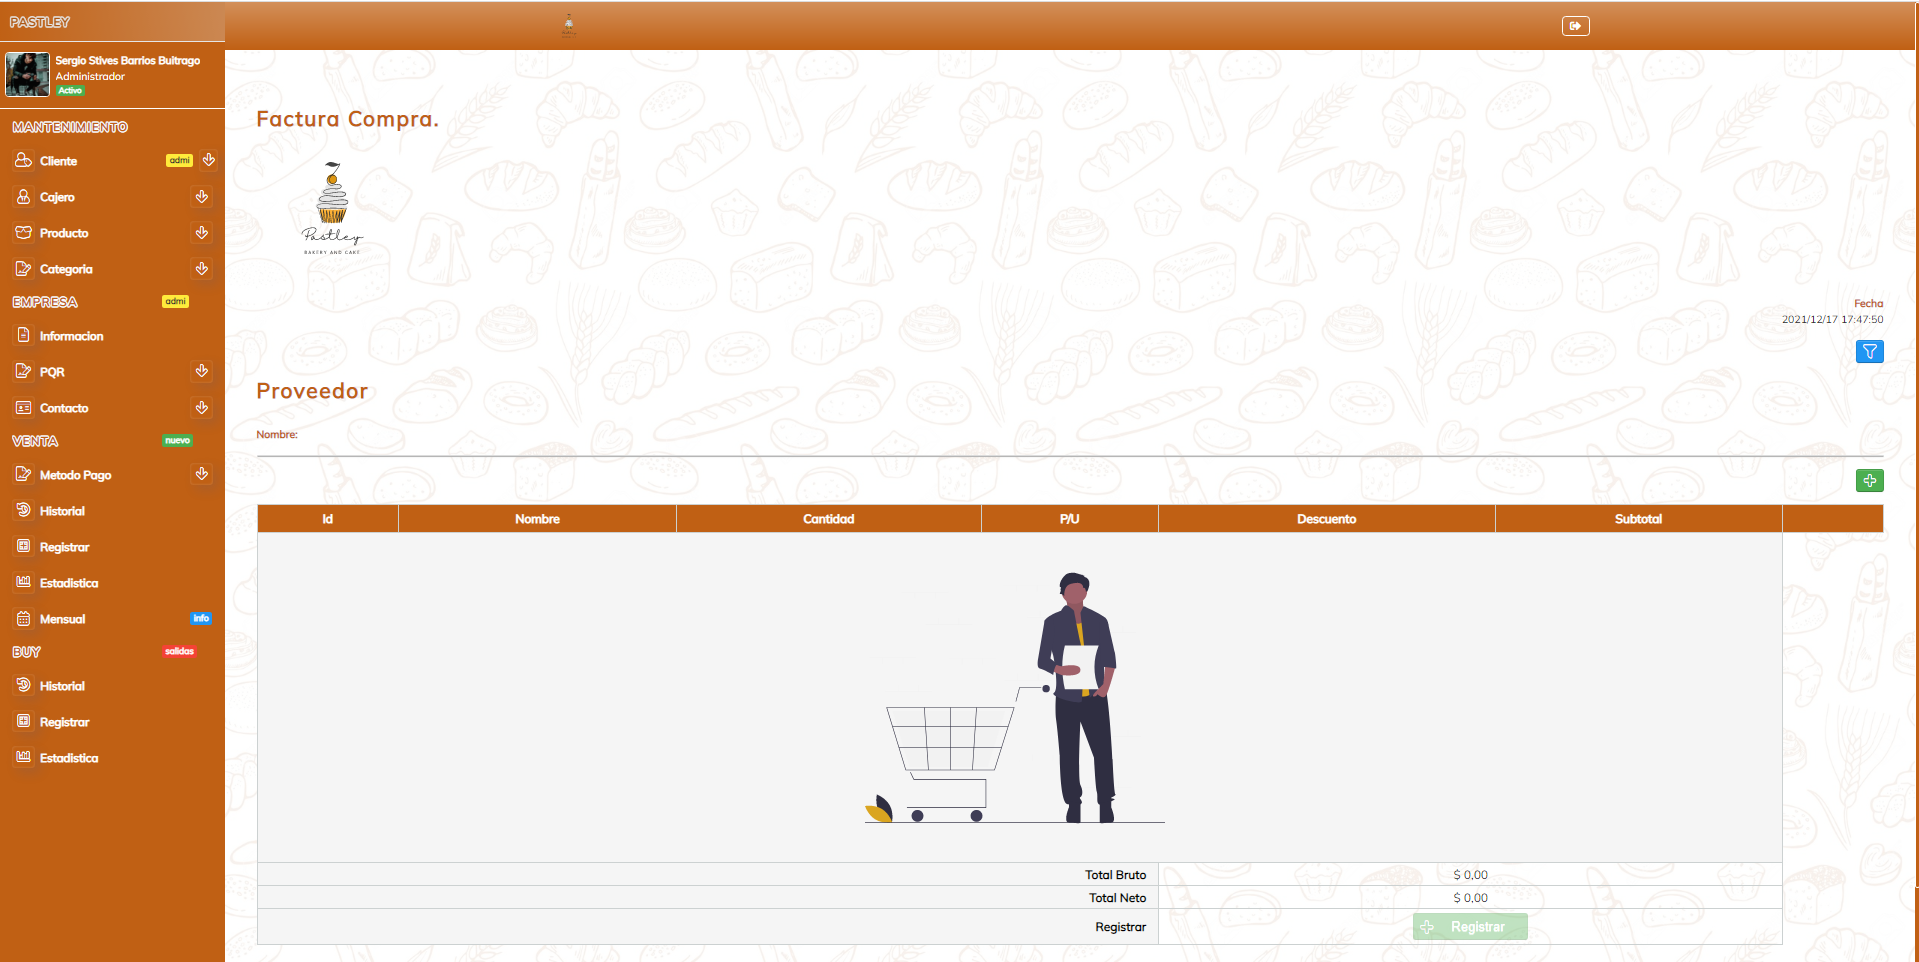 PASTLEY
Sergio Stives Barrios Buitrago
Administrador
Activo
MANTENIMIENTO
Cliente admi
Cajero
Producto
Categoria
EMPRESA admi
Informacion
PQR
Contacto
VENTA nuevo
Metodo Pago
Historial
Registrar
Estadistica
Mensual info
BUY salidas
Historial
Registrar
Estadistica
Factura Compra.
Pastley
BAKERY AND CAKE
Fecha
2021/12/17 17:47:50
Proveedor
Nombre:
Id Nombre Cantidad P/U Descuento Subtotal
Total Bruto $ 0,00
Total Neto $ 0,00
Registrar Registrar